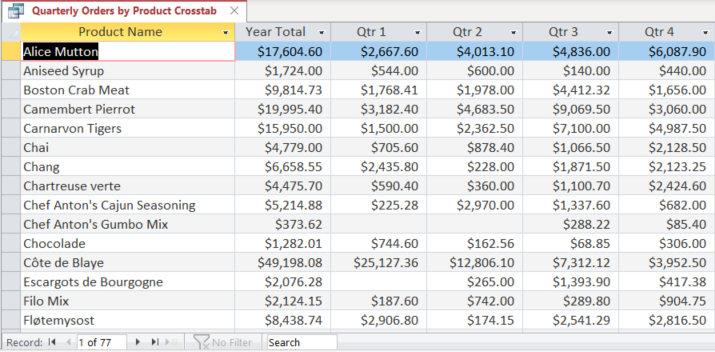 Quarterly Orders by Product Crosstab
Product Name Year Total Qtr 1 Qtr 2 Qtr 3 Qtr 4
Alice Mutton $17,604.60 $2,667.60 $4,013.10 $4,836.00 $6,087.90
Aniseed Syrup $1,724.00 $544.00 $600.00 $140.00 $440.00
Boston Crab Meat $9,814.73 $1,768.41 $1,978.00 $4,412.32 $1,656.00
Camembert Pierrot $19,995.40 $3,182.40 $4,683.50 $9,069.50 $3,060.00
Carnarvon Tigers $15,950.00 $1,500.00 $2,362.50 $7,100.00 $4,987.50
Chai $4,779.00 $705.60 $878.40 $1,066.50 $2,128.50
Chang $6,658.55 $2,435.80 $228.00 $1,871.50 $2,123.25
Chartreuse verte $4,475.70 $590.40 $360.00 $1,100.70 $2,424.60
Chef Anton's Cajun Seasoning $5,214.88 $225.28 $2,970.00 $1,337.60 $682.00
Chef Anton's Gumbo Mix $373.62 $288.22 $85.40
Chocolade $1,282.01 $744.60 $162.56 $68.85 $306.00
Côte de Blaye $49,198.08 $25,127.36 $12,806.10 $7,312.12 $3,952.50
Escargots de Bourgogne $2,076.28 $265.00 $1,393.90 $417.38
Filo Mix $2,124.15 $187.60 $742.00 $289.80 $904.75
Fløtemysost $8,438.74 $2,906.80 $174.15 $2,541.29 $2,816.50
Record: 1 of 77 No Filter Search